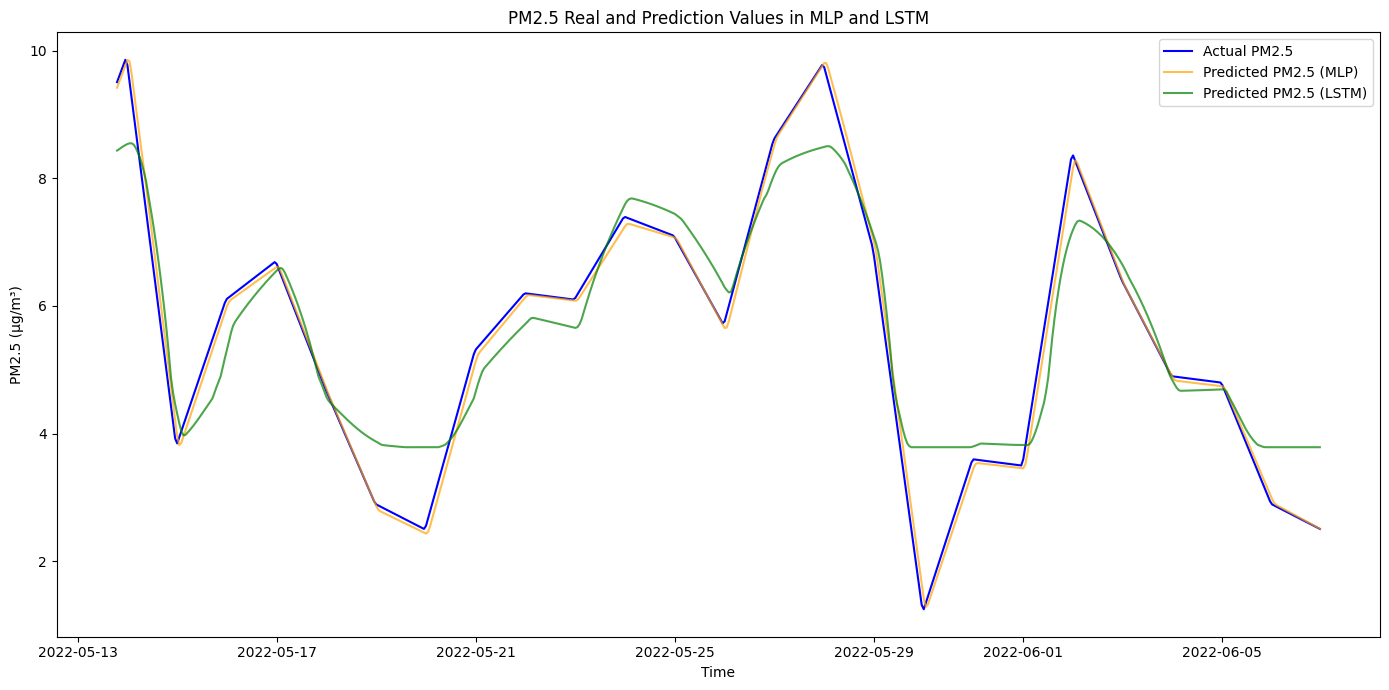 PM2.5 Real and Prediction Values in MLP and LSTM
Actual PM2.5
Predicted PM2.5 (MLP)
Predicted PM2.5 (LSTM)
PM2.5 (μg/m³)
10
8
6
4
2
2022-05-13
2022-05-17
2022-05-21
2022-05-25
2022-05-29
2022-06-01
2022-06-05
Time